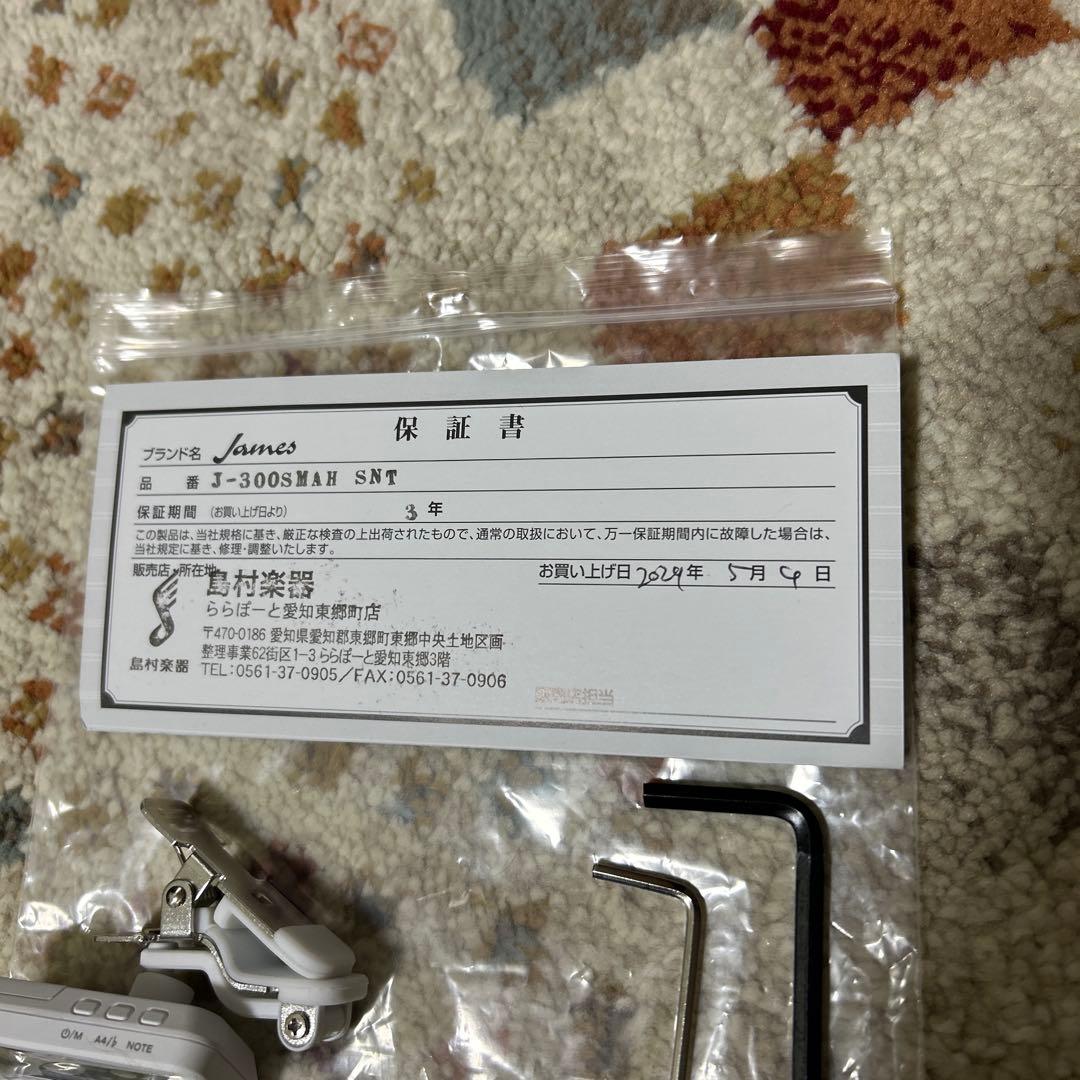 保証書
ブランド名 James
品番 J-300SMAH SNT
保証期間 (お買い上げ日より) 3年
この製品は、当社規格に基き、厳正な検査の上出荷されたもので、通常の取扱において、万一保証期間内に故障した場合は、
当社規定に基き、修理・調整いたします。
販売店・所在地
お買い上げ日 2024年 5月 4日
島村楽器
ららぽーと愛知東郷町店
〒470-0186 愛知県愛知郡東郷町東郷中央土地区画
整理事業62街区1-3 ららぽーと愛知東郷3階
TEL:0561-37-0905/FAX:0561-37-0906
島村楽器
⏻/M A4/♭ NOTE